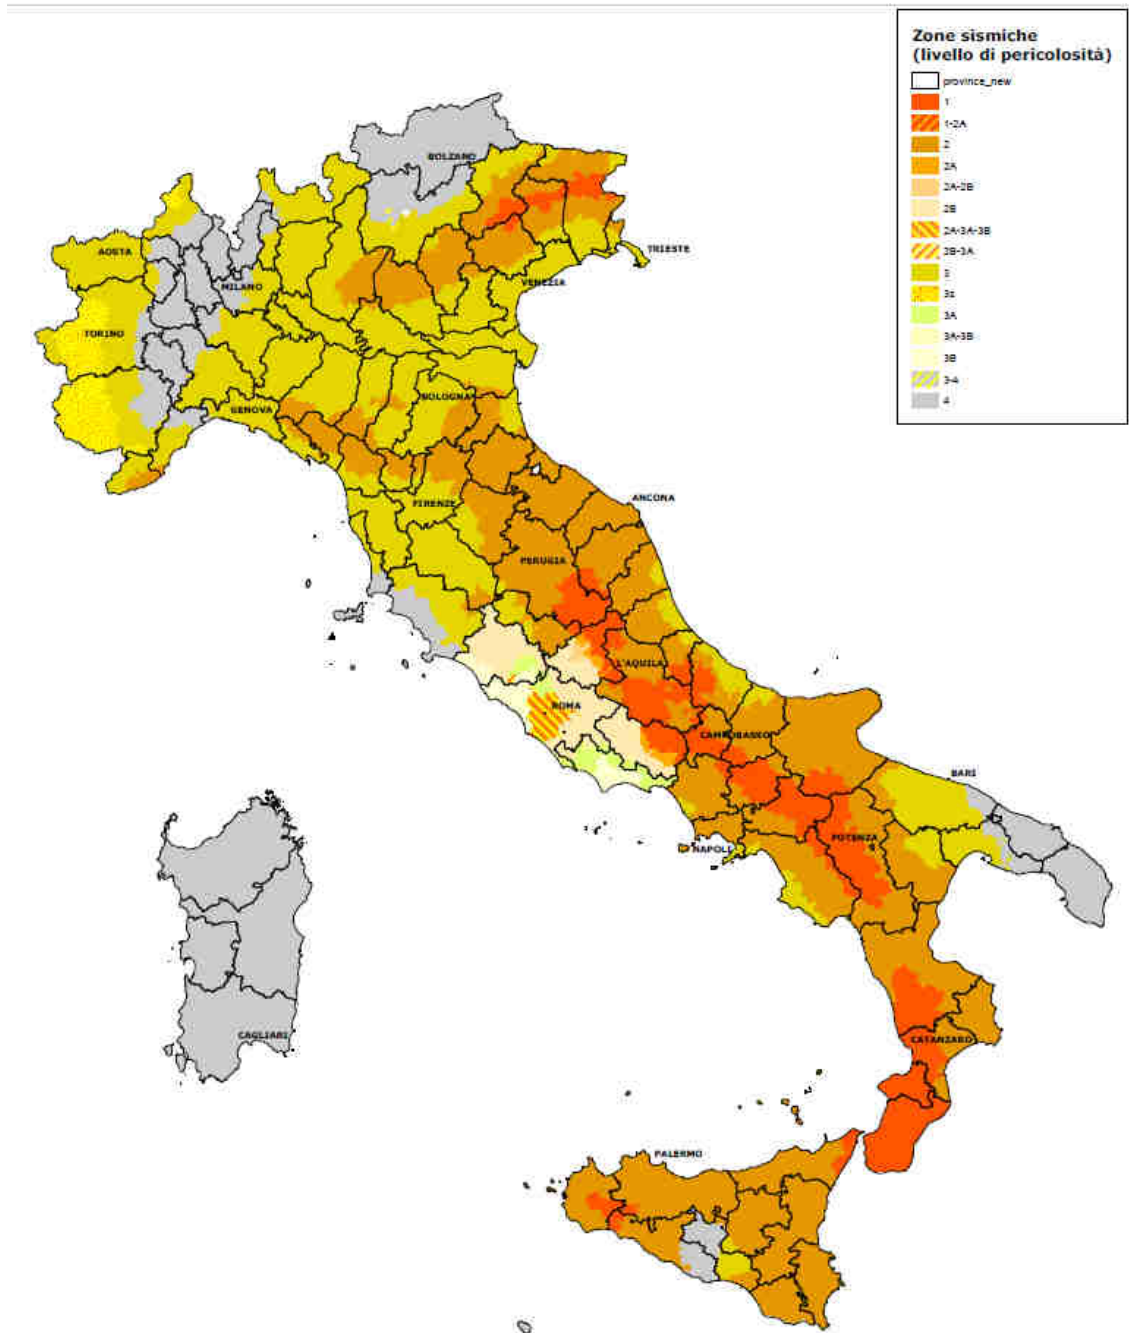 Zone sismiche
(livello di pericolosità)
province_new
1
1-2A
2
2A
2A-2B
2B
2A-3A-3B
2B-3A
3
3s
3A
3A-3B
3B
3-4
4
BOLZANO
AOSTA
TRIESTE
MILANO
VENEZIA
TORINO
BOLOGNA
GENOVA
ANCONA
FIRENZE
PERUGIA
L'AQUILA
ROMA
CAMPOBASSO
BARI
POTENZA
NAPOLI
CAGLIARI
CATANZARO
PALERMO